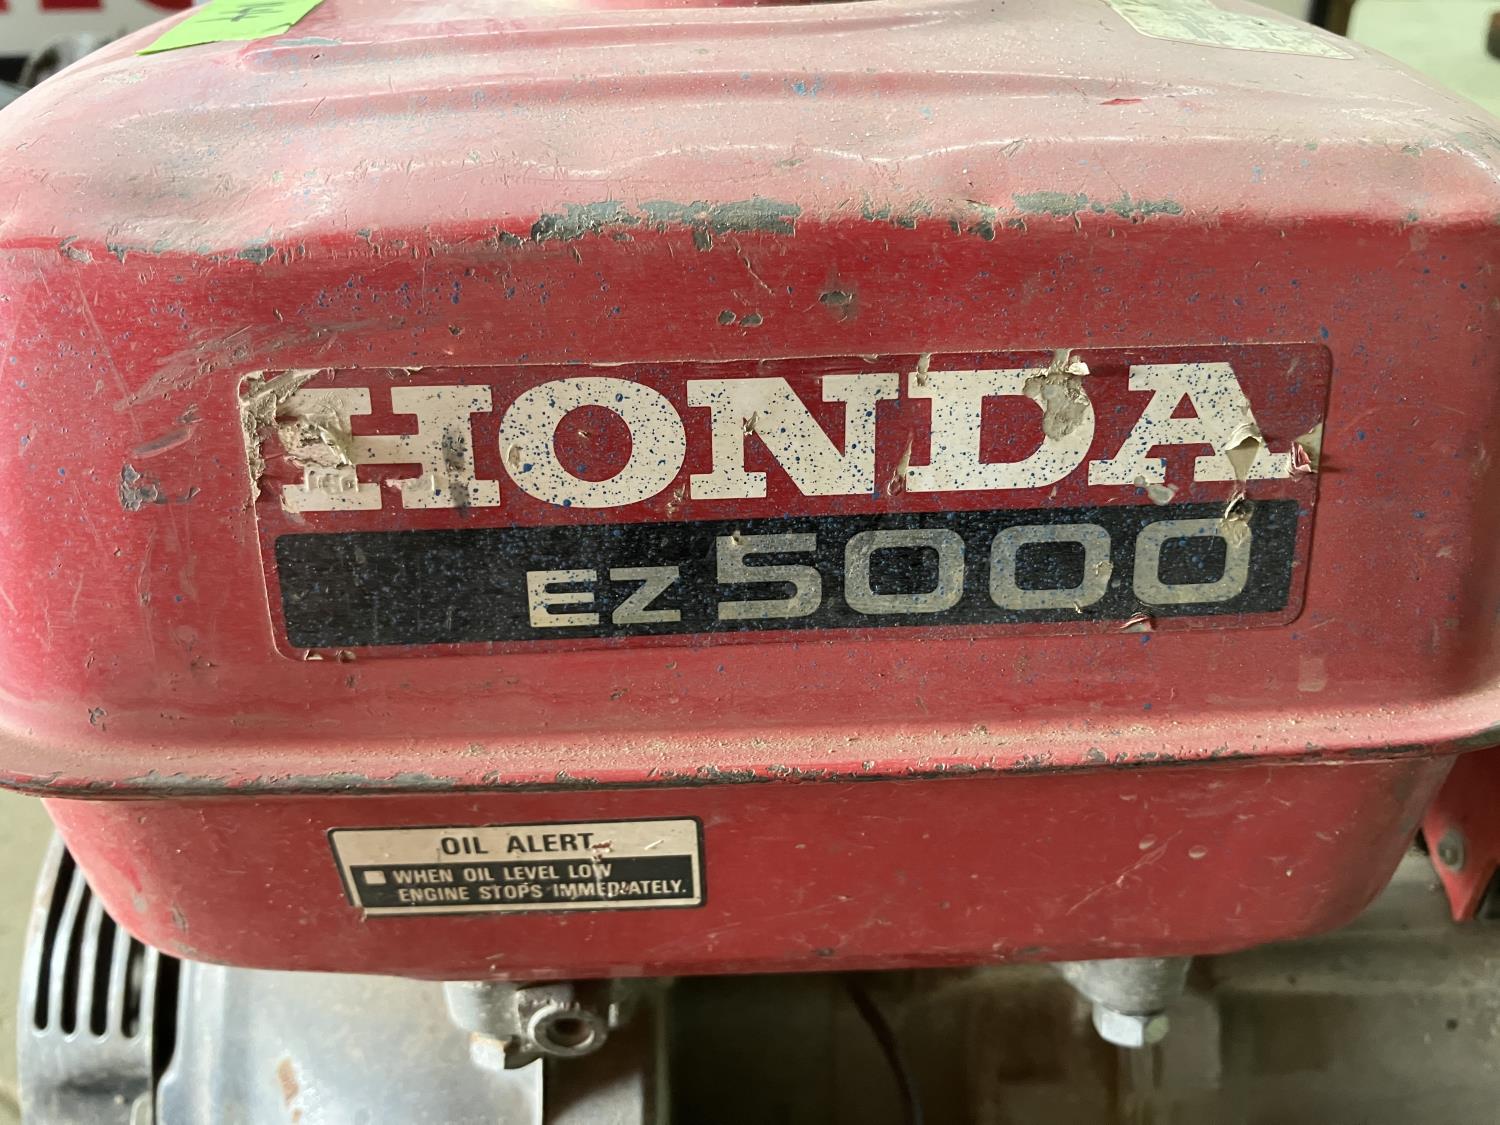 HONDA
EZ5000
OIL ALERT
WHEN OIL LEVEL LOW
ENGINE STOPS IMMEDIATELY.